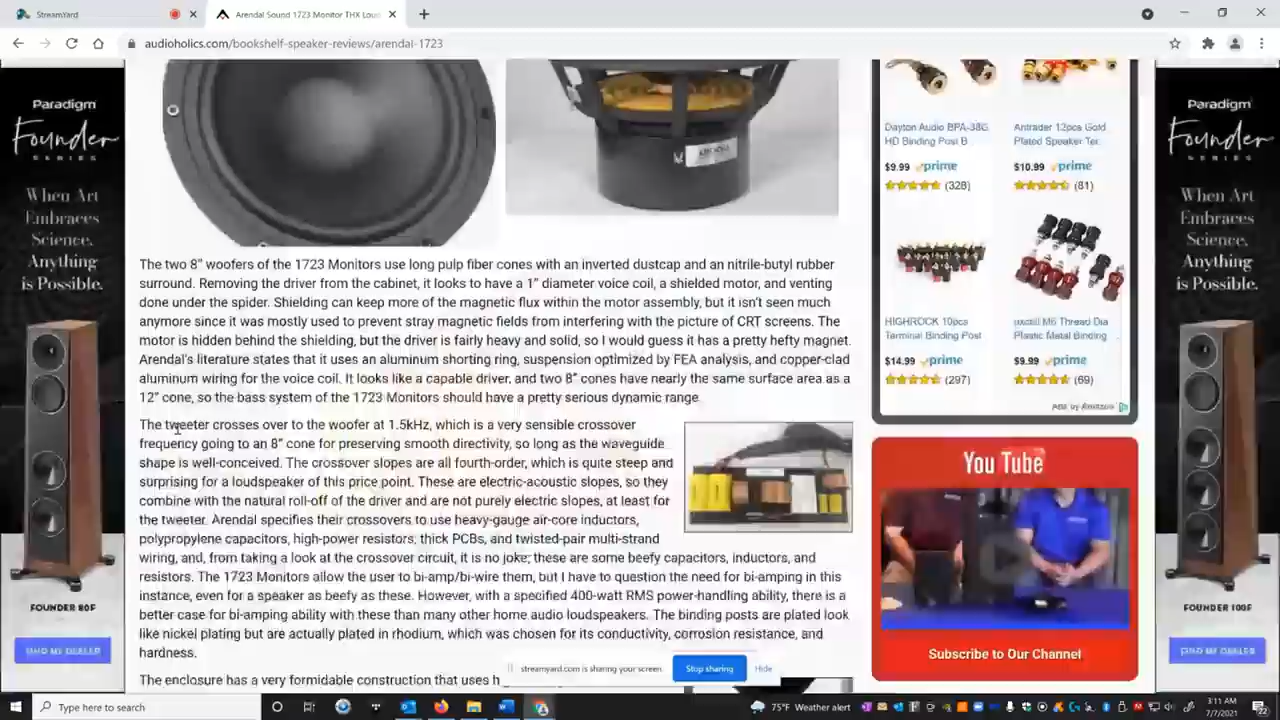 StreamYard
Arendal Sound 1723 Monitor THX Loud
audioholics.com/bookshelf-speaker-reviews/arendal-1723
Paradigm
Founder
SERIES
When Art
Embraces
Science.
Anything
is Possible.
FOUNDER 80F
FIND MY DEALER
The two 8" woofers of the 1723 Monitors use long pulp fiber cones with an inverted dustcap and an nitrile-butyl rubber
surround. Removing the driver from the cabinet, it looks to have a 1" diameter voice coil, a shielded motor, and venting
done under the spider. Shielding can keep more of the magnetic flux within the motor assembly, but it isn't seen much
anymore since it was mostly used to prevent stray magnetic fields from interfering with the picture of CRT screens. The
motor is hidden behind the shielding, but the driver is fairly heavy and solid, so I would guess it has a pretty hefty magnet.
Arendal's literature states that it uses an aluminum shorting ring, suspension optimized by FEA analysis, and copper-clad
aluminum wiring for the voice coil. It looks like a capable driver, and two 8" cones have nearly the same surface area as a
12" cone, so the bass system of the 1723 Monitors should have a pretty serious dynamic range.
The tweeter crosses over to the woofer at 1.5kHz, which is a very sensible crossover
frequency going to an 8" cone for preserving smooth directivity, so long as the waveguide
shape is well-conceived. The crossover slopes are all fourth-order, which is quite steep and
surprising for a loudspeaker of this price point. These are electric-acoustic slopes, so they
combine with the natural roll-off of the driver and are not purely electric slopes, at least for
the tweeter. Arendal specifies their crossovers to use heavy-gauge air-core inductors,
polypropylene capacitors, high-power resistors, thick PCBs, and twisted-pair multi-strand
wiring, and, from taking a look at the crossover circuit, it is no joke; these are some beefy capacitors, inductors, and
resistors. The 1723 Monitors allow the user to bi-amp/bi-wire them, but I have to question the need for bi-amping in this
instance, even for a speaker as beefy as these. However, with a specified 400-watt RMS power-handling ability, there is a
better case for bi-amping ability with these than many other home audio loudspeakers. The binding posts are plated look
like nickel plating but are actually plated in rhodium, which was chosen for its conductivity, corrosion resistance, and
hardness.
The enclosure has a very formidable construction that uses h
streamyard.com is sharing your screen.
Stop sharing
Hide
Dayton Audio BPA-38G
HD Binding Post B
$9.99 prime
(328)
Antrader 12pcs Gold
Plated Speaker Ter
$10.99 prime
(81)
HIGHROCK 10pcs
Terminal Binding Post
$14.99 prime
(297)
uxcell M6 Thread Dia
Plastic Metal Binding
$9.99 prime
(69)
Ads by Amazon
You Tube
Subscribe to Our Channel
Paradigm
Founder
SERIES
When Art
Embraces
Science.
Anything
is Possible.
FOUNDER 100F
FIND MY DEALER
Type here to search
75°F Weather alert
3:11 AM
7/7/2021
22